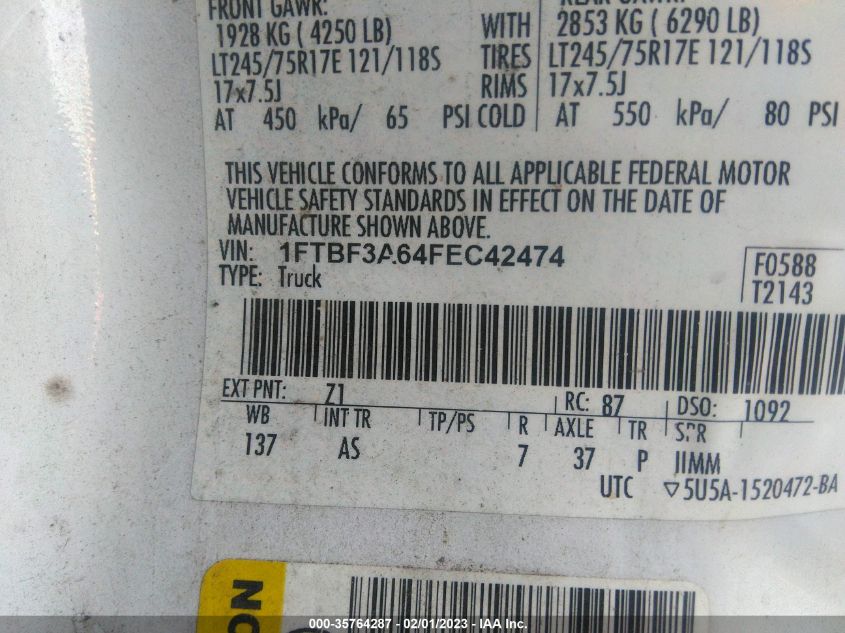 FRONT GAWR:
REAR GAWR:
1928 KG ( 4250 LB)
WITH
2853 KG ( 6290 LB)
LT245/75R17E 121/118S
TIRES
LT245/75R17E 121/118S
17x7.5J
RIMS
17x7.5J
AT 450 kPa/ 65 PSI COLD
AT 550 kPa/ 80 PSI
THIS VEHICLE CONFORMS TO ALL APPLICABLE FEDERAL MOTOR
VEHICLE SAFETY STANDARDS IN EFFECT ON THE DATE OF
MANUFACTURE SHOWN ABOVE.
VIN: 1FTBF3A64FEC42474
TYPE: Truck
F0588
T2143
EXT PNT: Z1
RC: 87
DSO: 1092
WB INT TR TP/PS R AXLE TR SPR
137 AS 7 37 P JIMM
UTC ▽5U5A-1520472-BA
ON
000-35764287 - 02/01/2023 - © IAA Inc.